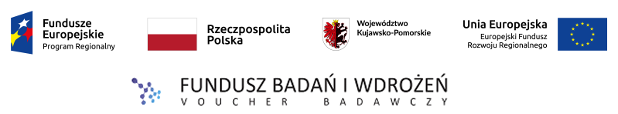 Fundusze
Europejskie
Program Regionalny
Rzeczpospolita
Polska
Województwo
Kujawsko-Pomorskie
Unia Europejska
Europejski Fundusz
Rozwoju Regionalnego
FUNDUSZ BADAŃ I WDROŻEŃ
VOUCHER BADAWCZY